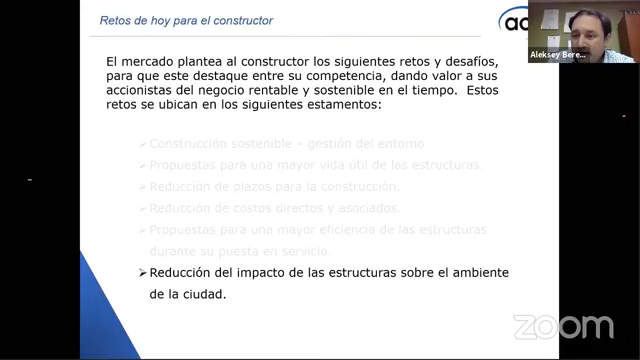 Retos de hoy para el constructor
Aleksey Bere...
El mercado plantea al constructor los siguientes retos y desafíos,
para que este destaque entre su competencia, dando valor a sus
accionistas del negocio rentable y sostenible en el tiempo. Estos
retos se ubican en los siguientes estamentos:
➢Construcción sostenible – gestión del entorno
➢Propuestas para una mayor vida útil de las estructuras.
➢Reducción de plazos para la construcción.
➢Reducción de costos directos y asociados.
➢Propuestas para una mayor eficiencia de las estructuras
durante su puesta en servicio.
➢Reducción del impacto de las estructuras sobre el ambiente
de la ciudad.
zoom